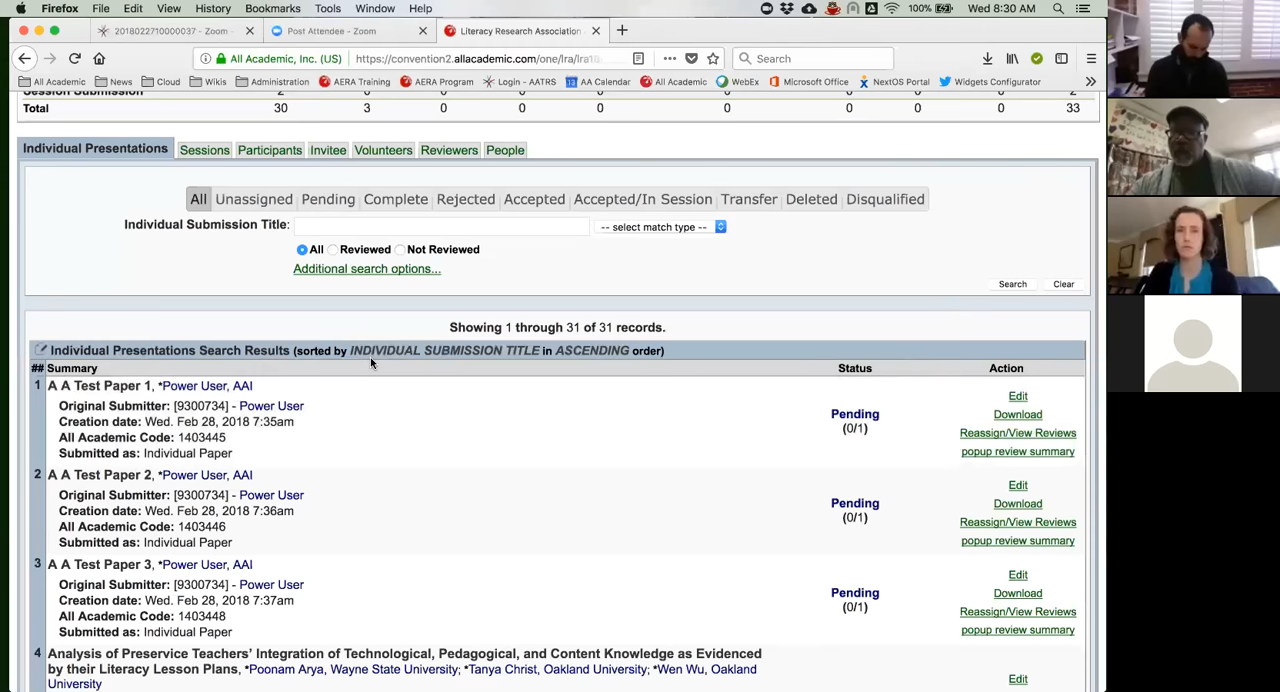 Firefox File Edit View History Bookmarks Tools Window Help 100% Wed 8:30 AM
2018022710000037 - Zoom Post Attendee - Zoom Literacy Research Association
All Academic, Inc. (US) https://convention2.allacademic.com/one/lra/lra1 Search
All Academic News Cloud Wikis Administration AERA Training AERA Program Login - AATRS AA Calendar All Academic WebEx Microsoft Office NextOS Portal Widgets Configurator
Session Submission
Total 30 3 0 0 0 0 0 0 33
Individual Presentations Sessions Participants Invitee Volunteers Reviewers People
All Unassigned Pending Complete Rejected Accepted Accepted/In Session Transfer Deleted Disqualified
Individual Submission Title: -- select match type --
All Reviewed Not Reviewed
Additional search options...
Search Clear
Showing 1 through 31 of 31 records.
Individual Presentations Search Results (sorted by INDIVIDUAL SUBMISSION TITLE in ASCENDING order)
## Summary Status Action
1 A A Test Paper 1, *Power User, AAI
Original Submitter: [9300734] - Power User
Creation date: Wed. Feb 28, 2018 7:35am
All Academic Code: 1403445
Submitted as: Individual Paper
Pending
(0/1)
Edit
Download
Reassign/View Reviews
popup review summary
2 A A Test Paper 2, *Power User, AAI
Original Submitter: [9300734] - Power User
Creation date: Wed. Feb 28, 2018 7:36am
All Academic Code: 1403446
Submitted as: Individual Paper
Pending
(0/1)
Edit
Download
Reassign/View Reviews
popup review summary
3 A A Test Paper 3, *Power User, AAI
Original Submitter: [9300734] - Power User
Creation date: Wed. Feb 28, 2018 7:37am
All Academic Code: 1403448
Submitted as: Individual Paper
Pending
(0/1)
Edit
Download
Reassign/View Reviews
popup review summary
4 Analysis of Preservice Teachers' Integration of Technological, Pedagogical, and Content Knowledge as Evidenced
by their Literacy Lesson Plans, *Poonam Arya, Wayne State University; *Tanya Christ, Oakland University; *Wen Wu, Oakland
University
Edit